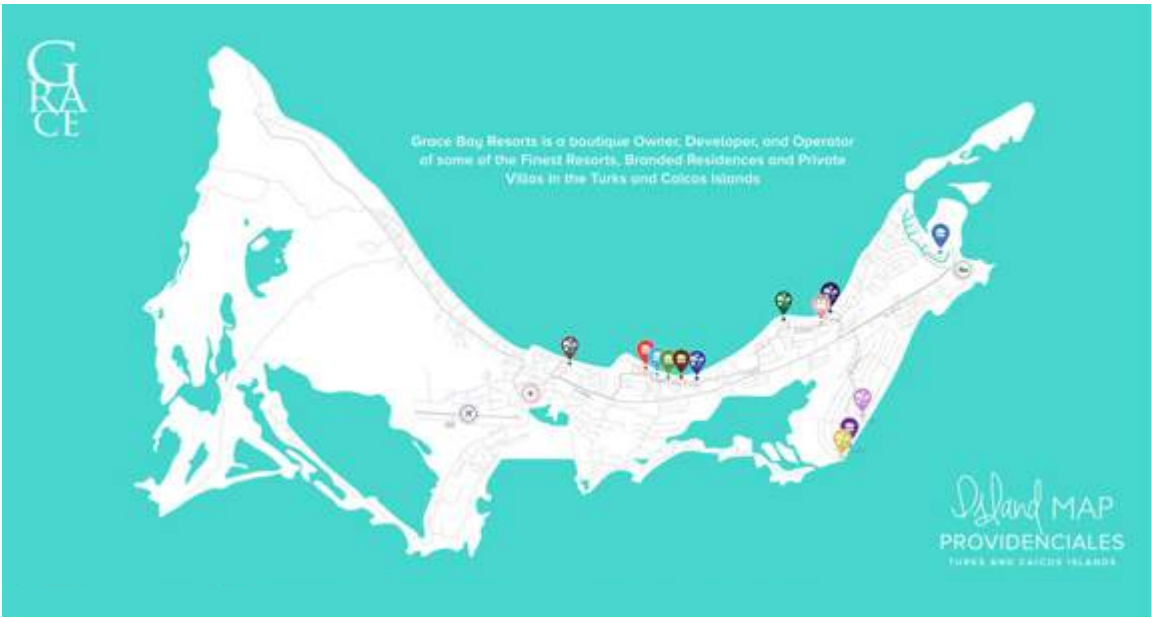 G
RA
CE
Grace Bay Resorts is a boutique Owner, Developer, and Operator
of some of the Finest Resorts, Branded Residences and Private
Villas in the Turks and Caicos Islands
Island MAP
PROVIDENCIALES
TURKS AND CAICOS ISLANDS